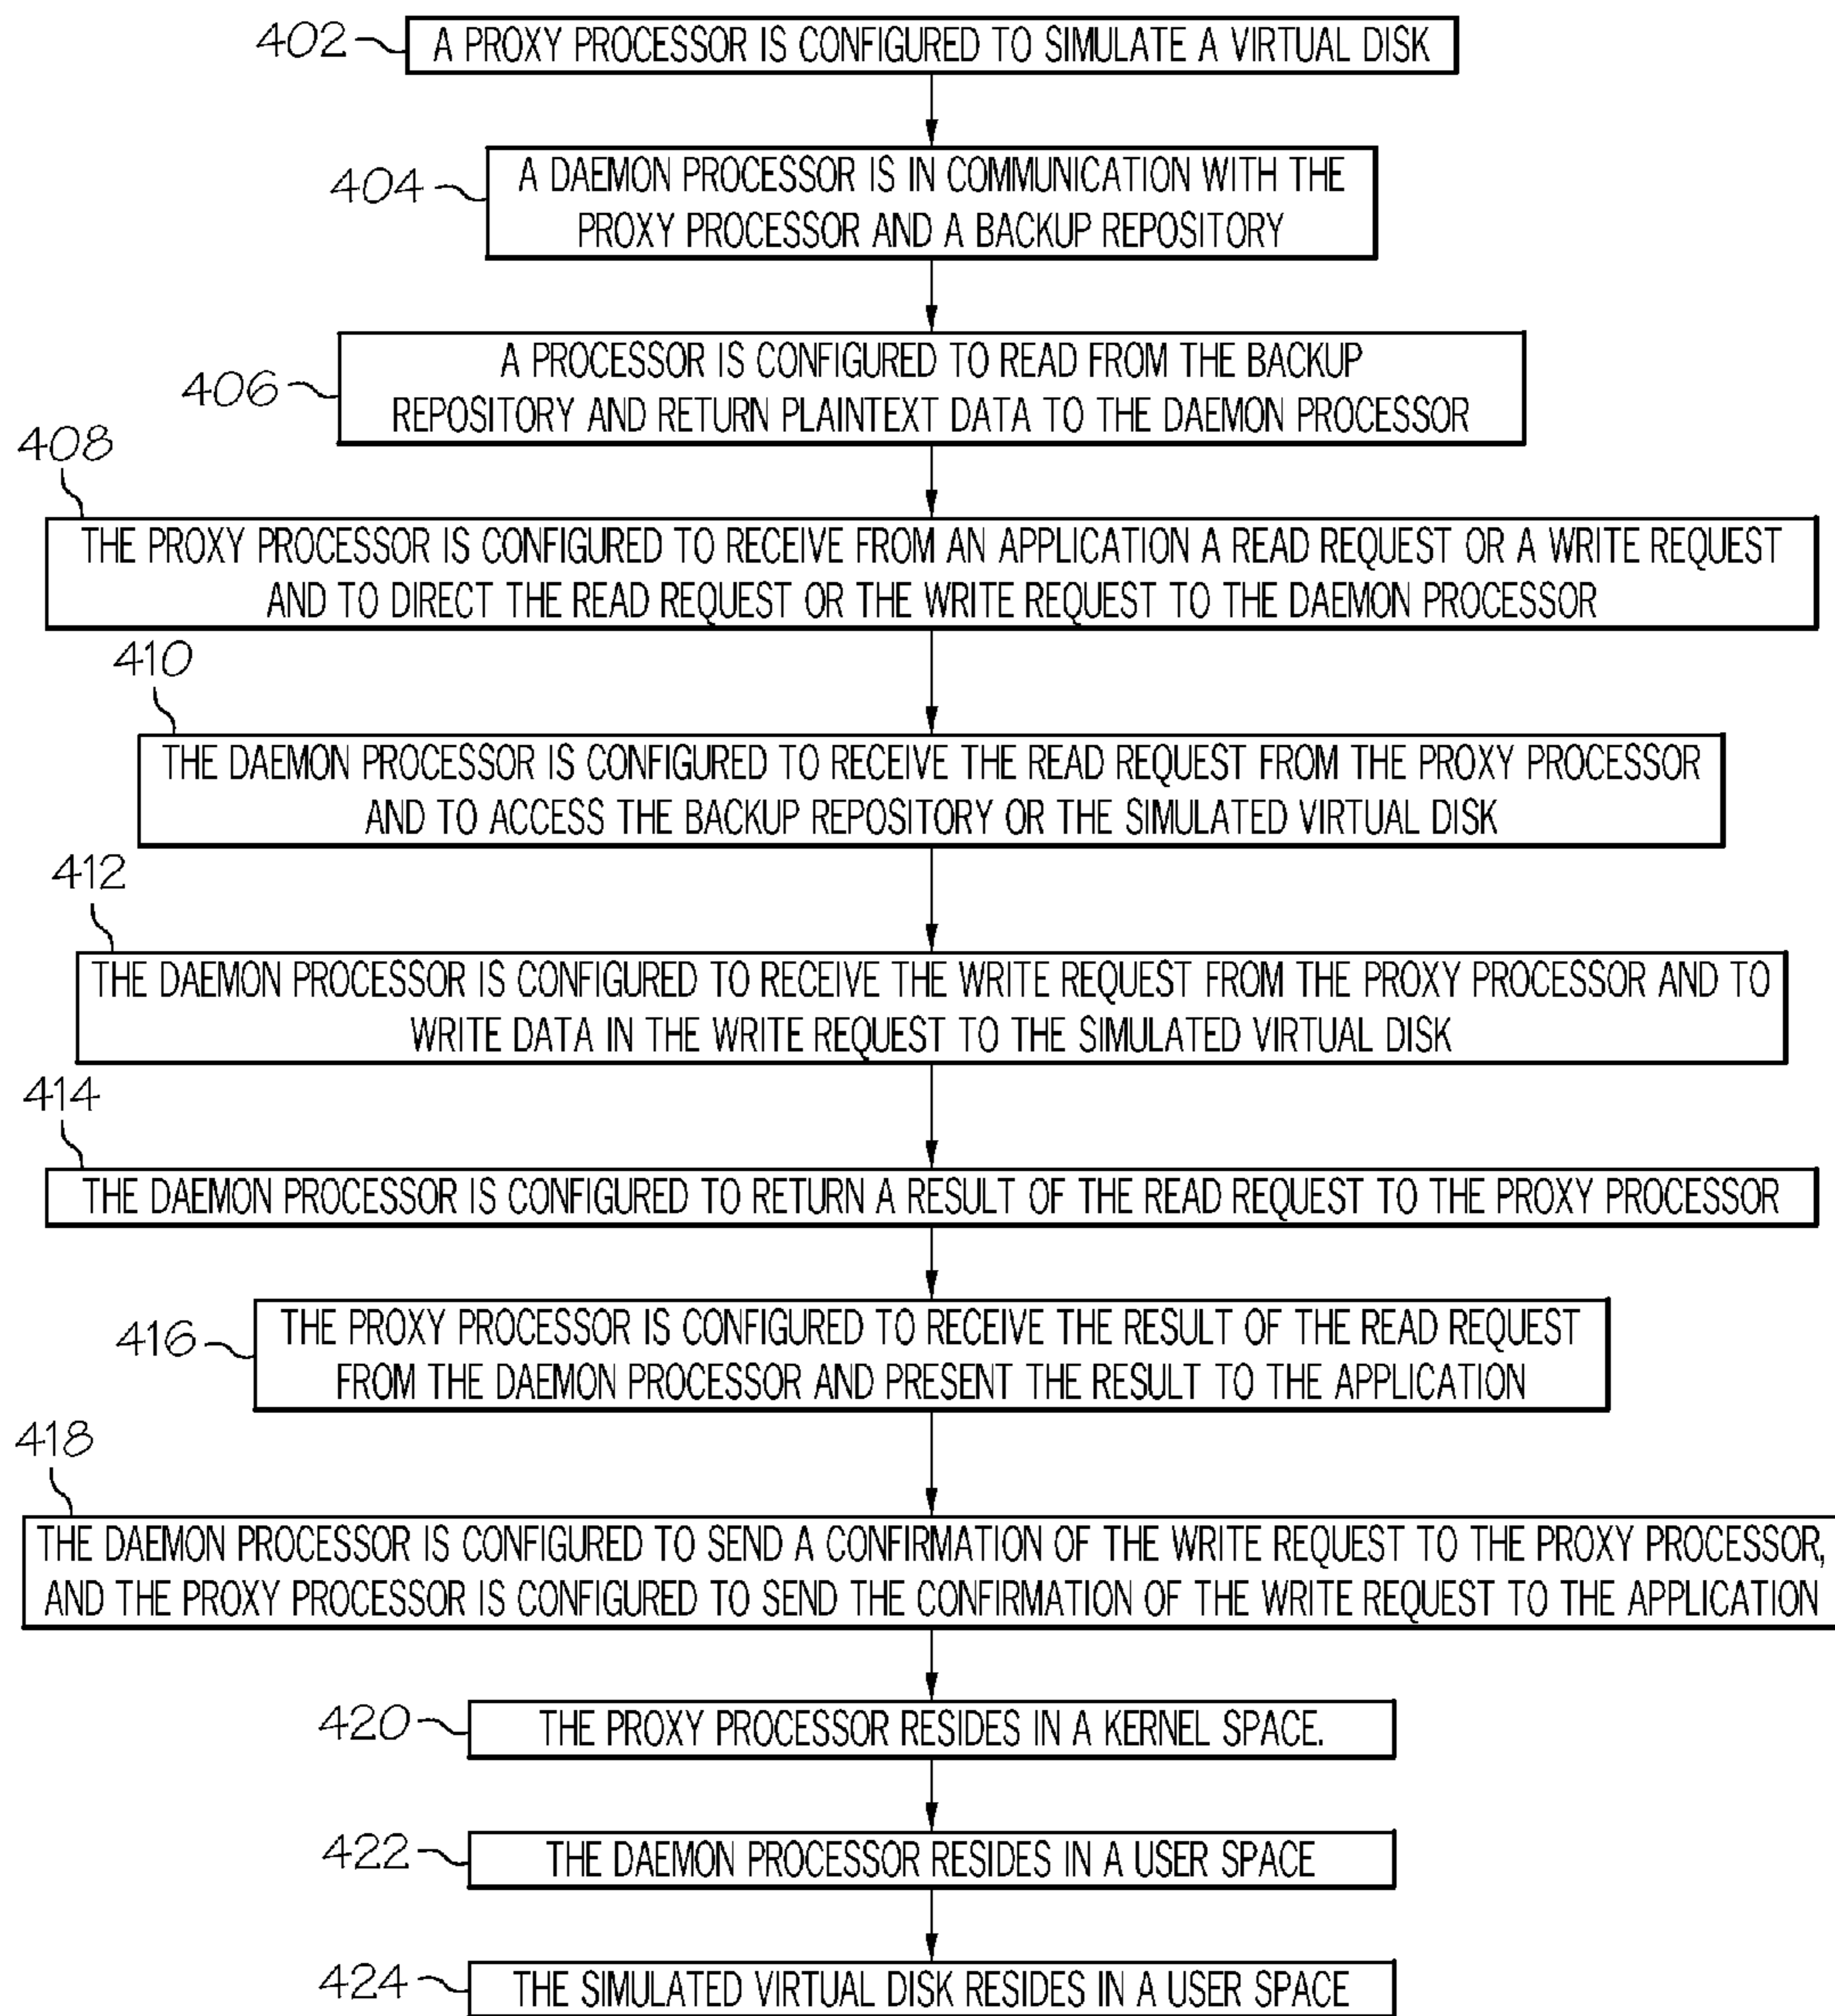 402 A PROXY PROCESSOR IS CONFIGURED TO SIMULATE A VIRTUAL DISK
404 A DAEMON PROCESSOR IS IN COMMUNICATION WITH THE
PROXY PROCESSOR AND A BACKUP REPOSITORY
406 A PROCESSOR IS CONFIGURED TO READ FROM THE BACKUP
REPOSITORY AND RETURN PLAINTEXT DATA TO THE DAEMON PROCESSOR
408
THE PROXY PROCESSOR IS CONFIGURED TO RECEIVE FROM AN APPLICATION A READ REQUEST OR A WRITE REQUEST
AND TO DIRECT THE READ REQUEST OR THE WRITE REQUEST TO THE DAEMON PROCESSOR
410
THE DAEMON PROCESSOR IS CONFIGURED TO RECEIVE THE READ REQUEST FROM THE PROXY PROCESSOR
AND TO ACCESS THE BACKUP REPOSITORY OR THE SIMULATED VIRTUAL DISK
412
THE DAEMON PROCESSOR IS CONFIGURED TO RECEIVE THE WRITE REQUEST FROM THE PROXY PROCESSOR AND TO
WRITE DATA IN THE WRITE REQUEST TO THE SIMULATED VIRTUAL DISK
414
THE DAEMON PROCESSOR IS CONFIGURED TO RETURN A RESULT OF THE READ REQUEST TO THE PROXY PROCESSOR
416 THE PROXY PROCESSOR IS CONFIGURED TO RECEIVE THE RESULT OF THE READ REQUEST
FROM THE DAEMON PROCESSOR AND PRESENT THE RESULT TO THE APPLICATION
418
THE DAEMON PROCESSOR IS CONFIGURED TO SEND A CONFIRMATION OF THE WRITE REQUEST TO THE PROXY PROCESSOR,
AND THE PROXY PROCESSOR IS CONFIGURED TO SEND THE CONFIRMATION OF THE WRITE REQUEST TO THE APPLICATION
420 THE PROXY PROCESSOR RESIDES IN A KERNEL SPACE.
422 THE DAEMON PROCESSOR RESIDES IN A USER SPACE
424 THE SIMULATED VIRTUAL DISK RESIDES IN A USER SPACE